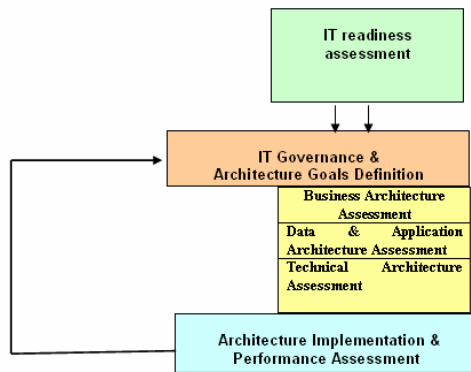 IT readiness
assessment
IT Governance &
Architecture Goals Definition
Business Architecture
Assessment
Data & Application
Architecture Assessment
Technical Architecture
Assessment
Architecture Implementation &
Performance Assessment